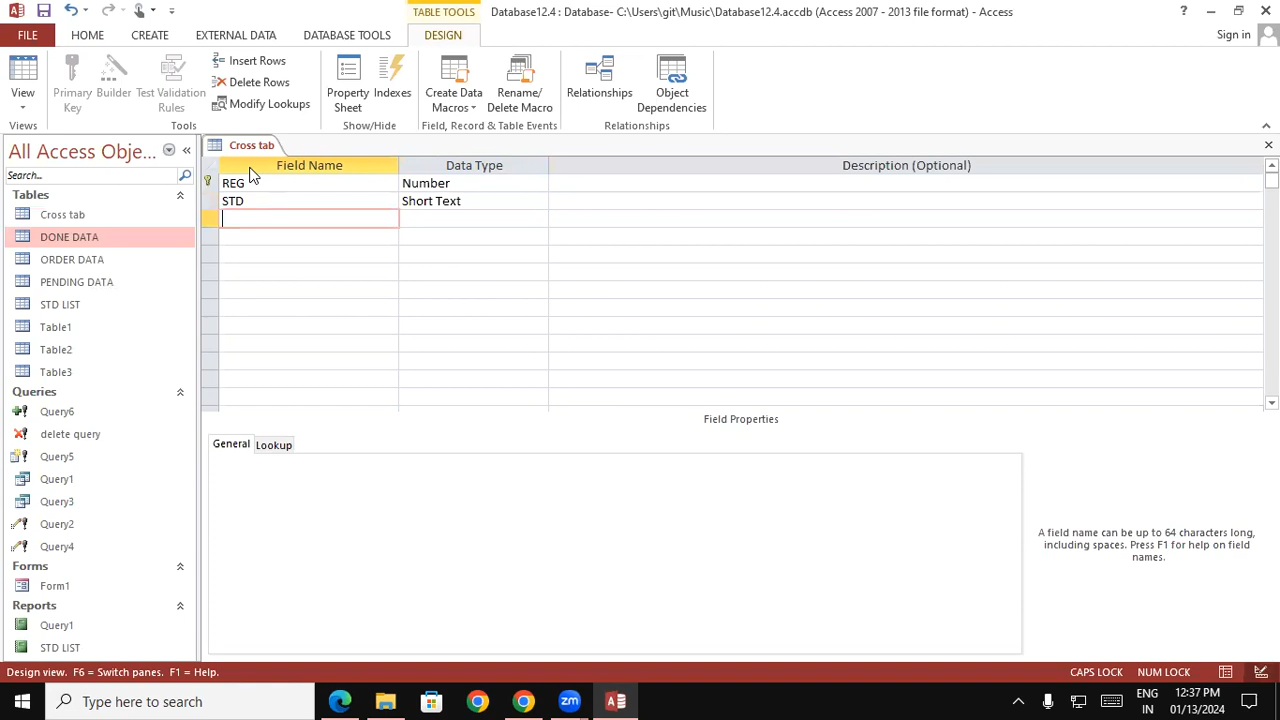 TABLE TOOLS
Database12.4 : Database- C:\Users\git\Music\Database12.4.accdb (Access 2007 - 2013 file format) - Access
FILE HOME CREATE EXTERNAL DATA DATABASE TOOLS DESIGN Sign in
View
Primary Key
Builder
Test Validation Rules
Insert Rows
Delete Rows
Modify Lookups
Property Sheet
Indexes
Create Data Macros
Rename/ Delete Macro
Relationships
Object Dependencies
Views Tools Show/Hide Field, Record & Table Events Relationships
All Access Obje...
Search...
Tables
Cross tab
DONE DATA
ORDER DATA
PENDING DATA
STD LIST
Table1
Table2
Table3
Queries
Query6
delete query
Query5
Query1
Query3
Query2
Query4
Forms
Form1
Reports
Query1
STD LIST
Cross tab
Field Name Data Type Description (Optional)
REG Number
STD Short Text
Field Properties
General Lookup
A field name can be up to 64 characters long,
including spaces. Press F1 for help on field
names.
Design view. F6 = Switch panes. F1 = Help. CAPS LOCK NUM LOCK
Type here to search
zm
ENG
IN
12:37 PM
01/13/2024